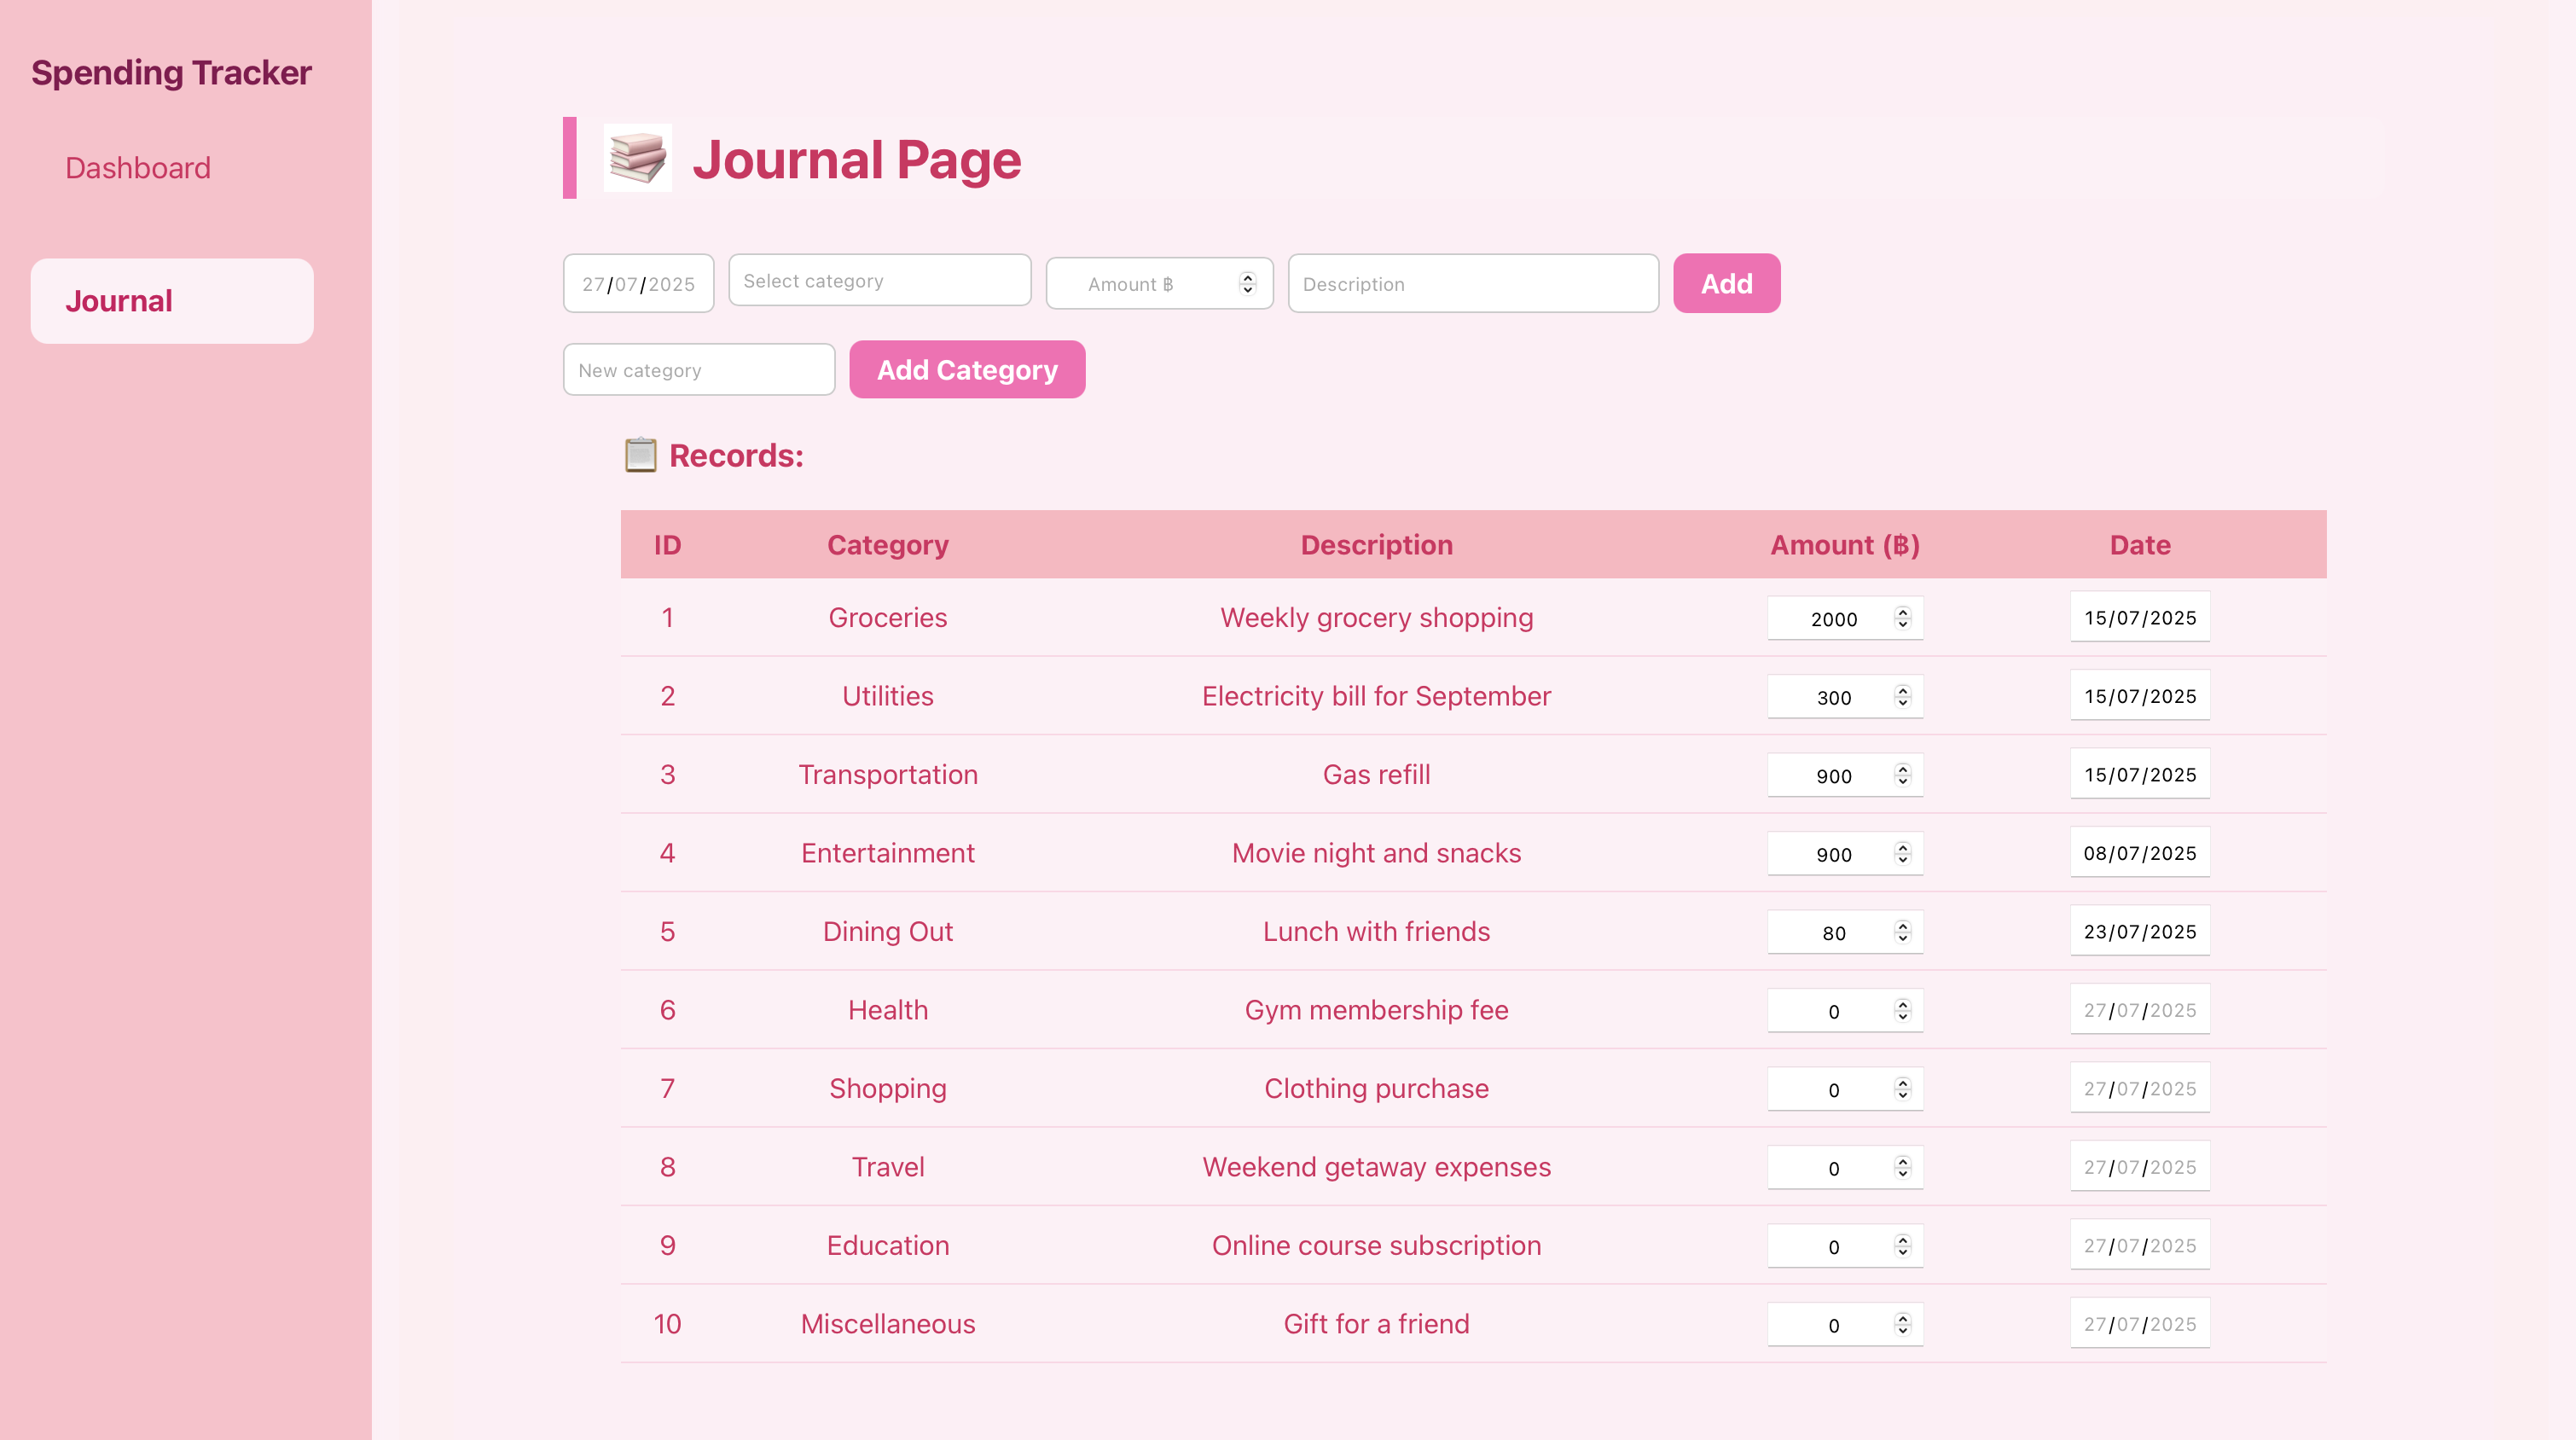 Spending Tracker
Dashboard
Journal
Journal Page
27/07/2025 Select category Amount ฿ Description Add
New category Add Category
Records:
ID Category Description Amount (฿) Date
1 Groceries Weekly grocery shopping 2000 15/07/2025
2 Utilities Electricity bill for September 300 15/07/2025
3 Transportation Gas refill 900 15/07/2025
4 Entertainment Movie night and snacks 900 08/07/2025
5 Dining Out Lunch with friends 80 23/07/2025
6 Health Gym membership fee 0 27/07/2025
7 Shopping Clothing purchase 0 27/07/2025
8 Travel Weekend getaway expenses 0 27/07/2025
9 Education Online course subscription 0 27/07/2025
10 Miscellaneous Gift for a friend 0 27/07/2025